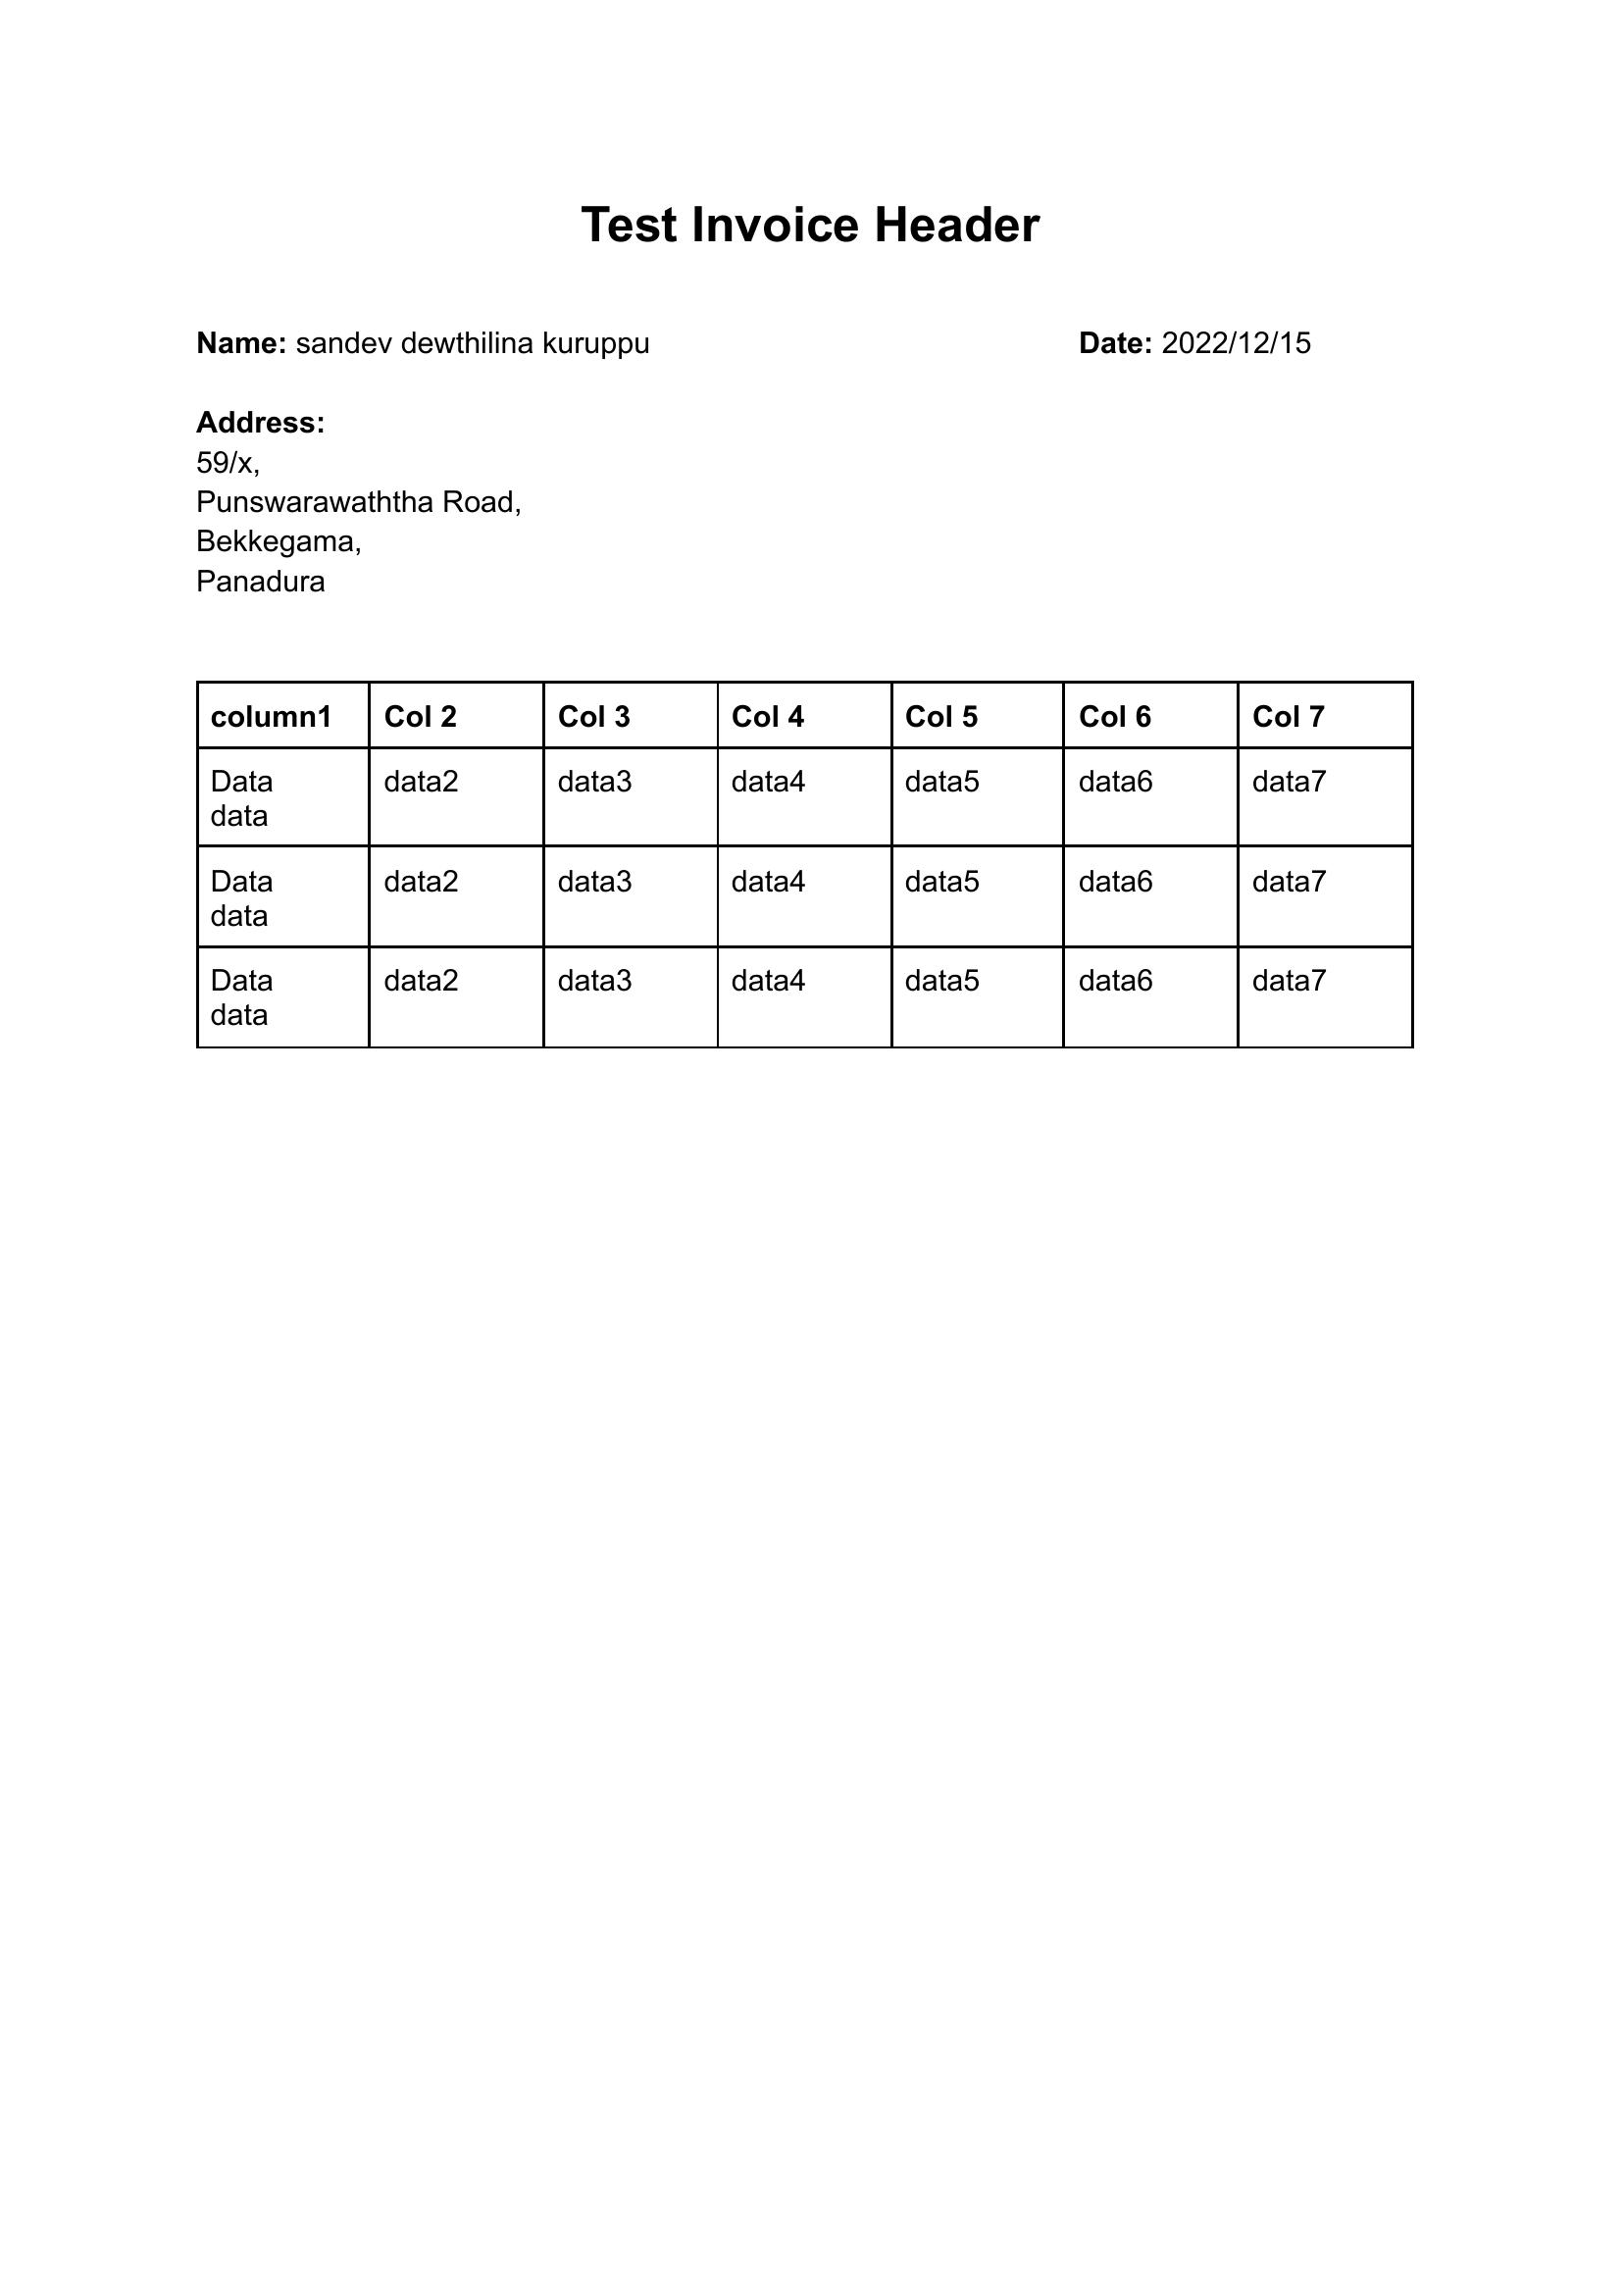 Test Invoice Header
Name: sandev dewthilina kuruppu Date: 2022/12/15
Address:
59/x,
Punswarawaththa Road,
Bekkegama,
Panadura
column1 Col 2 Col 3 Col 4 Col 5 Col 6 Col 7
Data data2 data3 data4 data5 data6 data7
data
Data data2 data3 data4 data5 data6 data7
data
Data data2 data3 data4 data5 data6 data7
data